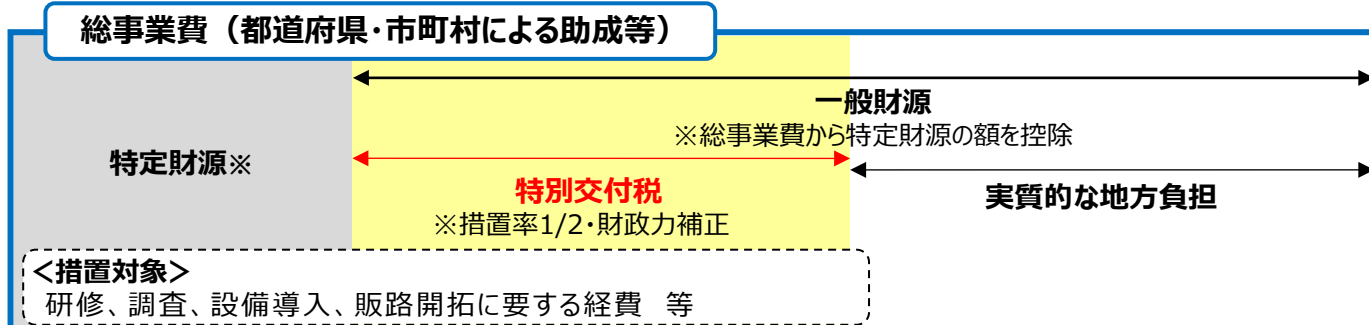 総事業費（都道府県・市町村による助成等）
一般財源
※総事業費から特定財源の額を控除
特定財源※
特別交付税
※措置率1/2・財政力補正
実質的な地方負担
＜措置対象＞
研修、調査、設備導入、販路開拓に要する経費　等